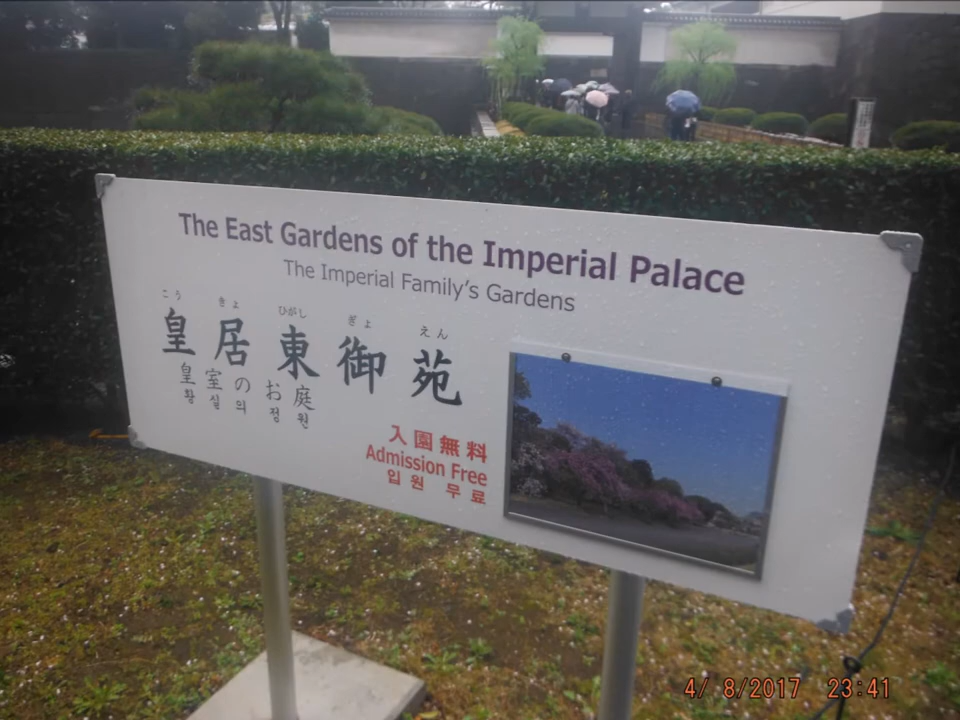 The East Gardens of the Imperial Palace
The Imperial Family's Gardens
こう きょ ひがし ぎょ えん
皇居東御苑
皇室のお庭
황실의 정원
入園無料
Admission Free
입원 무료
4/ 8/2017 23:41